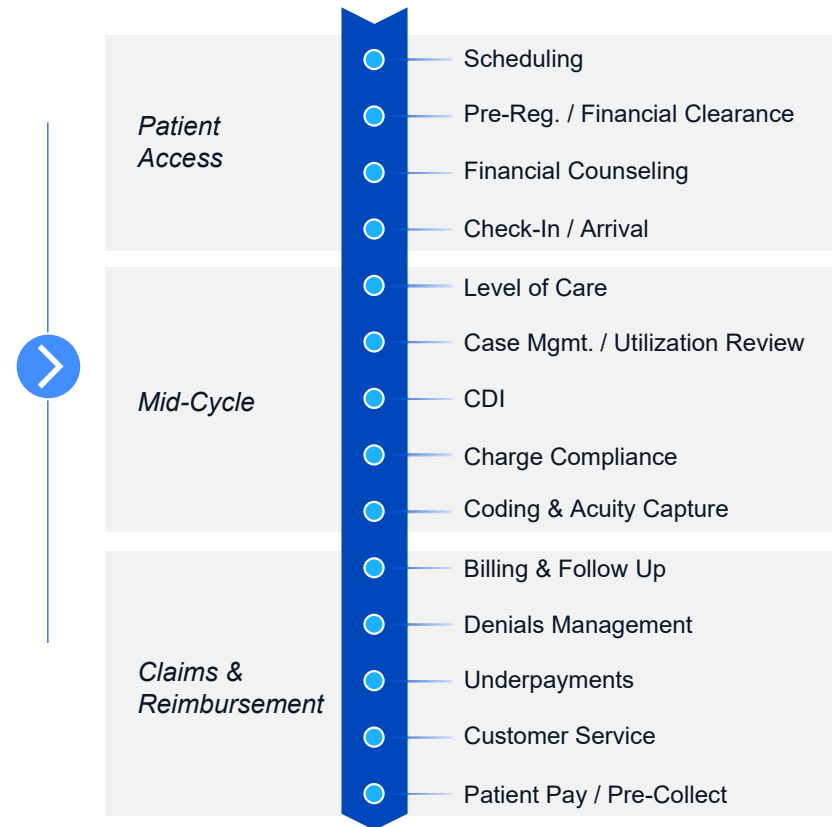 Patient
Access
Scheduling
Pre-Reg. / Financial Clearance
Financial Counseling
Check-In / Arrival
Mid-Cycle
Level of Care
Case Mgmt. / Utilization Review
CDI
Charge Compliance
Coding & Acuity Capture
Claims &
Reimbursement
Billing & Follow Up
Denials Management
Underpayments
Customer Service
Patient Pay / Pre-Collect